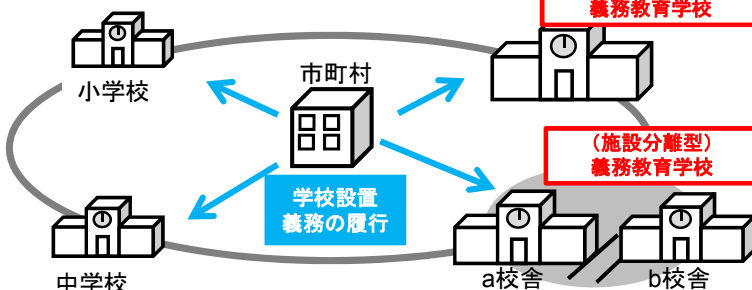 義務教育学校
小学校
市町村
(施設分離型)
義務教育学校
学校設置
義務の履行
中学校
a校舎
b校舎